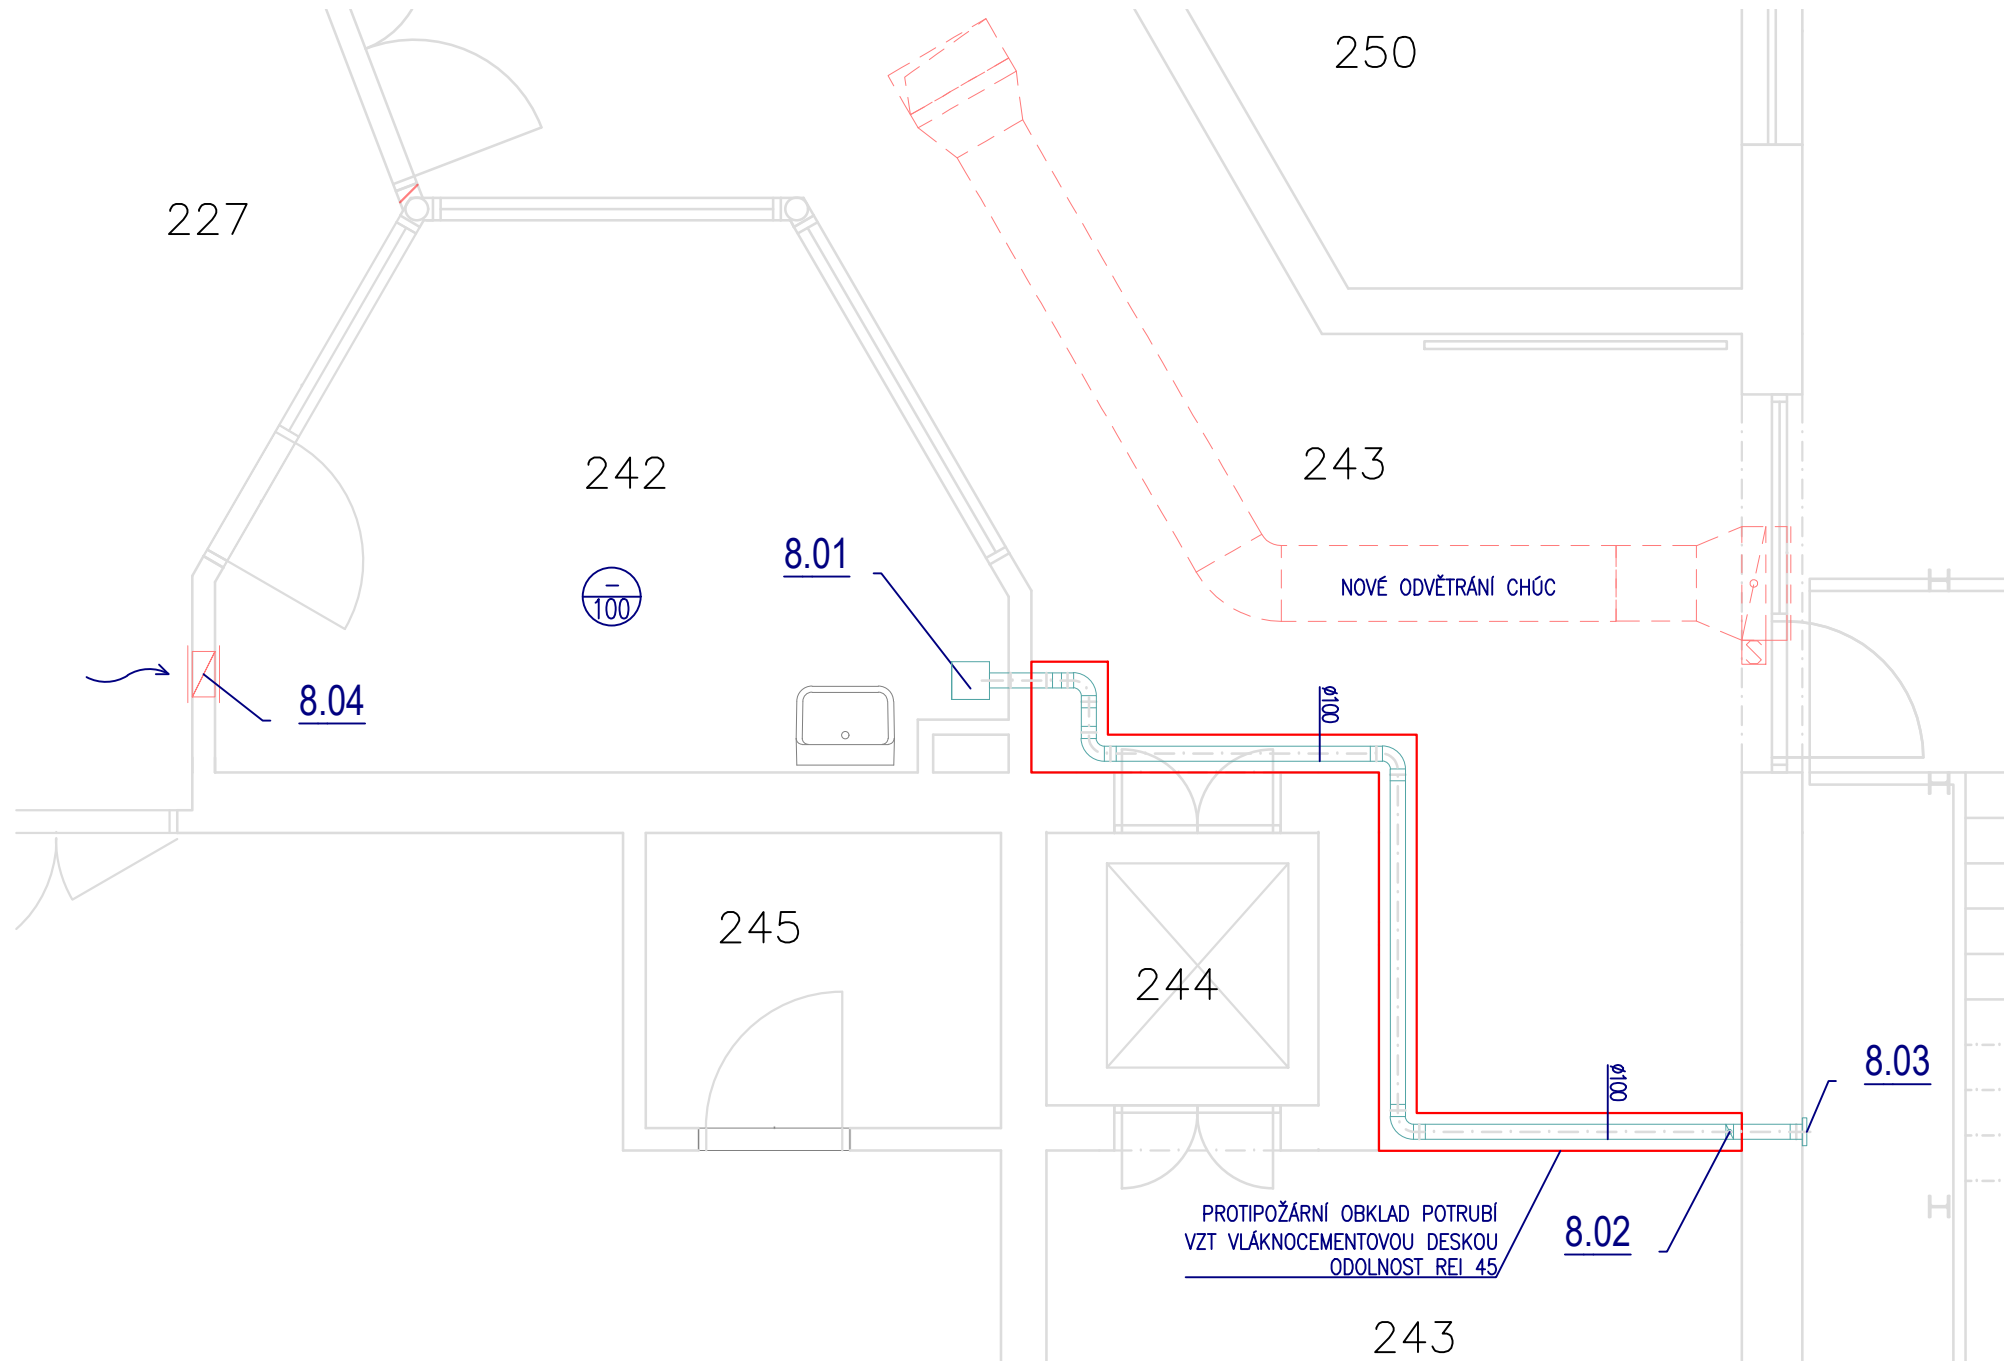 250
227
243
242
8.01
NOVÉ ODVĚTRÁNÍ CHÚC
–
100
S
8.04
ø100
245
244
8.03
ø100
PROTIPOŽÁRNÍ OBKLAD POTRUBÍ
VZT VLÁKNOCEMENTOVOU DESKOU
ODOLNOST REI 45
8.02
243